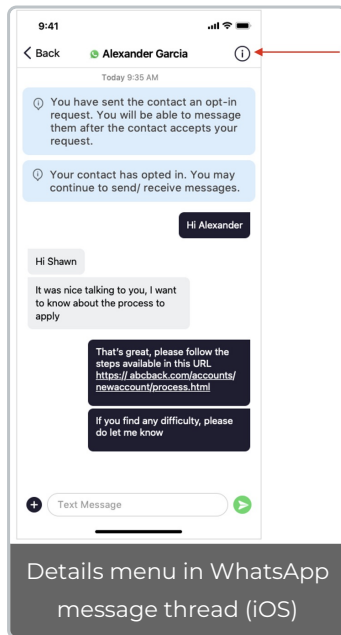 9:41
Back
Alexander Garcia
Today 9:35 AM
You have sent the contact an opt-in
request. You will be able to message
them after the contact accepts your
request.
Your contact has opted in. You may
continue to send/ receive messages.
Hi Alexander
Hi Shawn
It was nice talking to you, I want
to know about the process to
apply
That's great, please follow the
steps available in this URL
https:// abcback.com/accounts/
newaccount/process.html
If you find any difficulty, please
do let me know
Text Message
Details menu in WhatsApp
message thread (iOS)